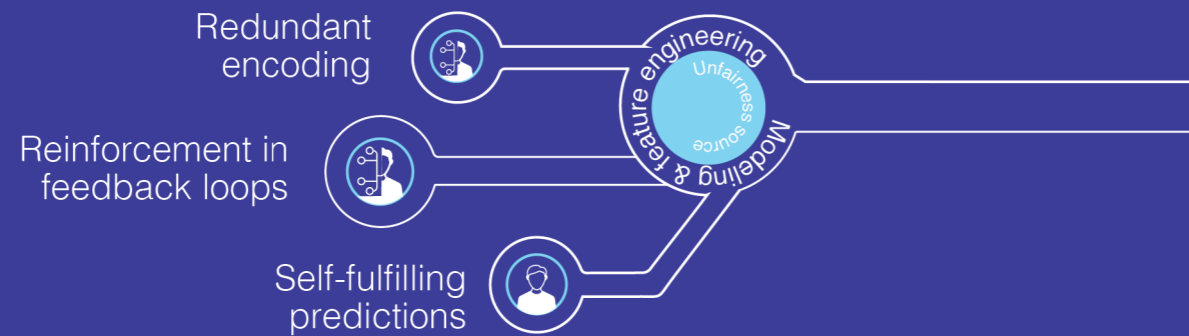 Redundant
encoding
Modeling & feature engineering
Unfairness source
Reinforcement in
feedback loops
Self-fulfilling
predictions